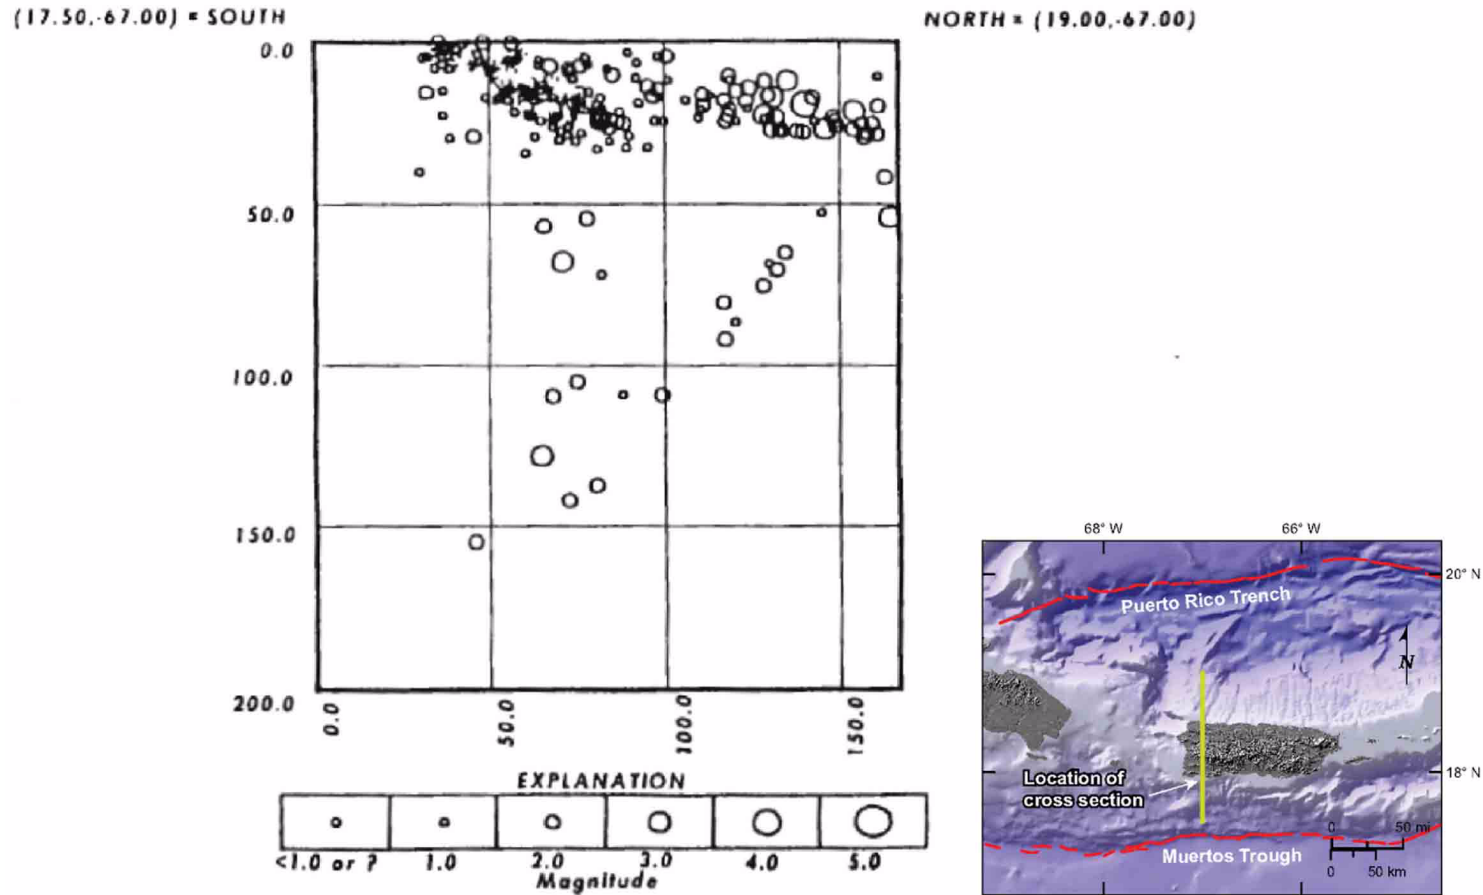 (17.50,-67.00) = SOUTH
NORTH = (19.00,-67.00)
0.0
50.0
100.0
150.0
200.0
0.0
50.0
100.0
150.0
EXPLANATION
<1.0 or ?
1.0
2.0
3.0
4.0
5.0
Magnitude
68° W
66° W
20° N
Puerto Rico Trench
N
18° N
Location of
cross section
0
50 mi
Muertos Trough
0
50 km